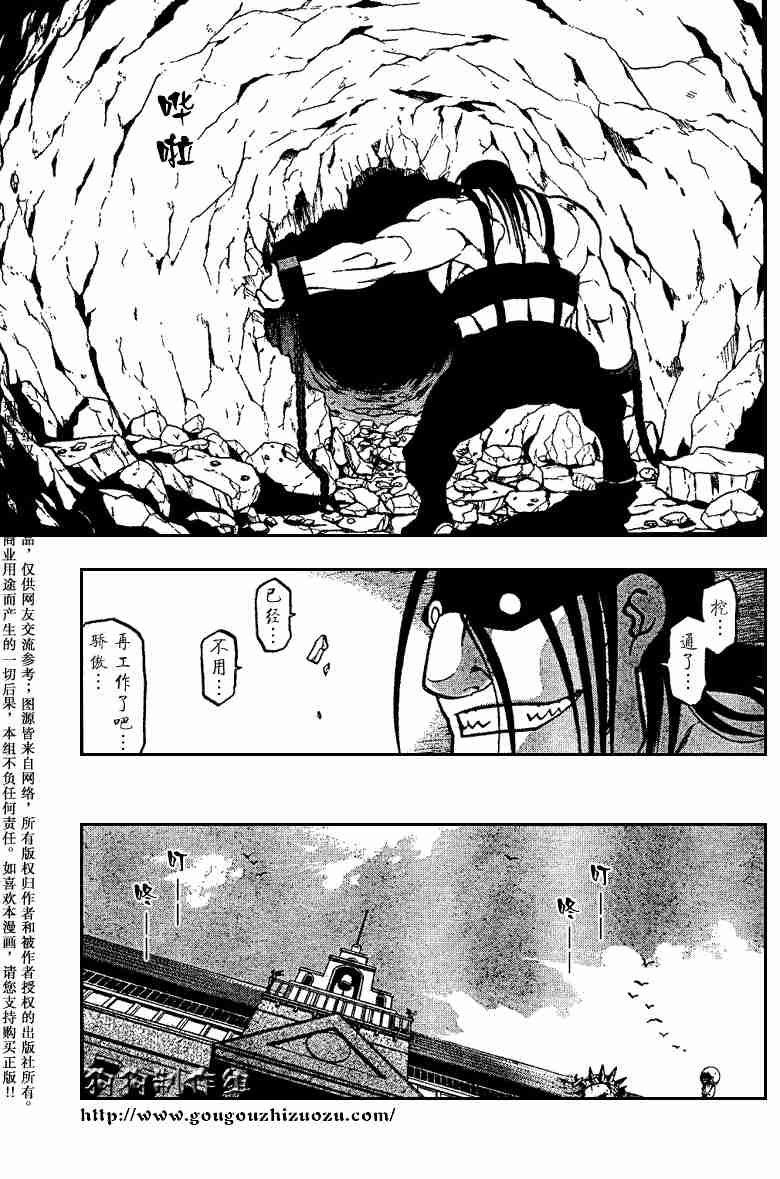 哗
啦
挖…
通了…
已经…
不用…
再工作了吧…
骄傲…
叮
咚
叮
咚
品，仅供网友交流参考；图源皆来自网络，所有版权归作者和被作者授权的出版社所有。
商业用途而产生的一切后果，本组不负任何责任。如喜欢本漫画，请您支持购买正版!!
狗狗制作组
http://www.gougouzhizuozu.com/